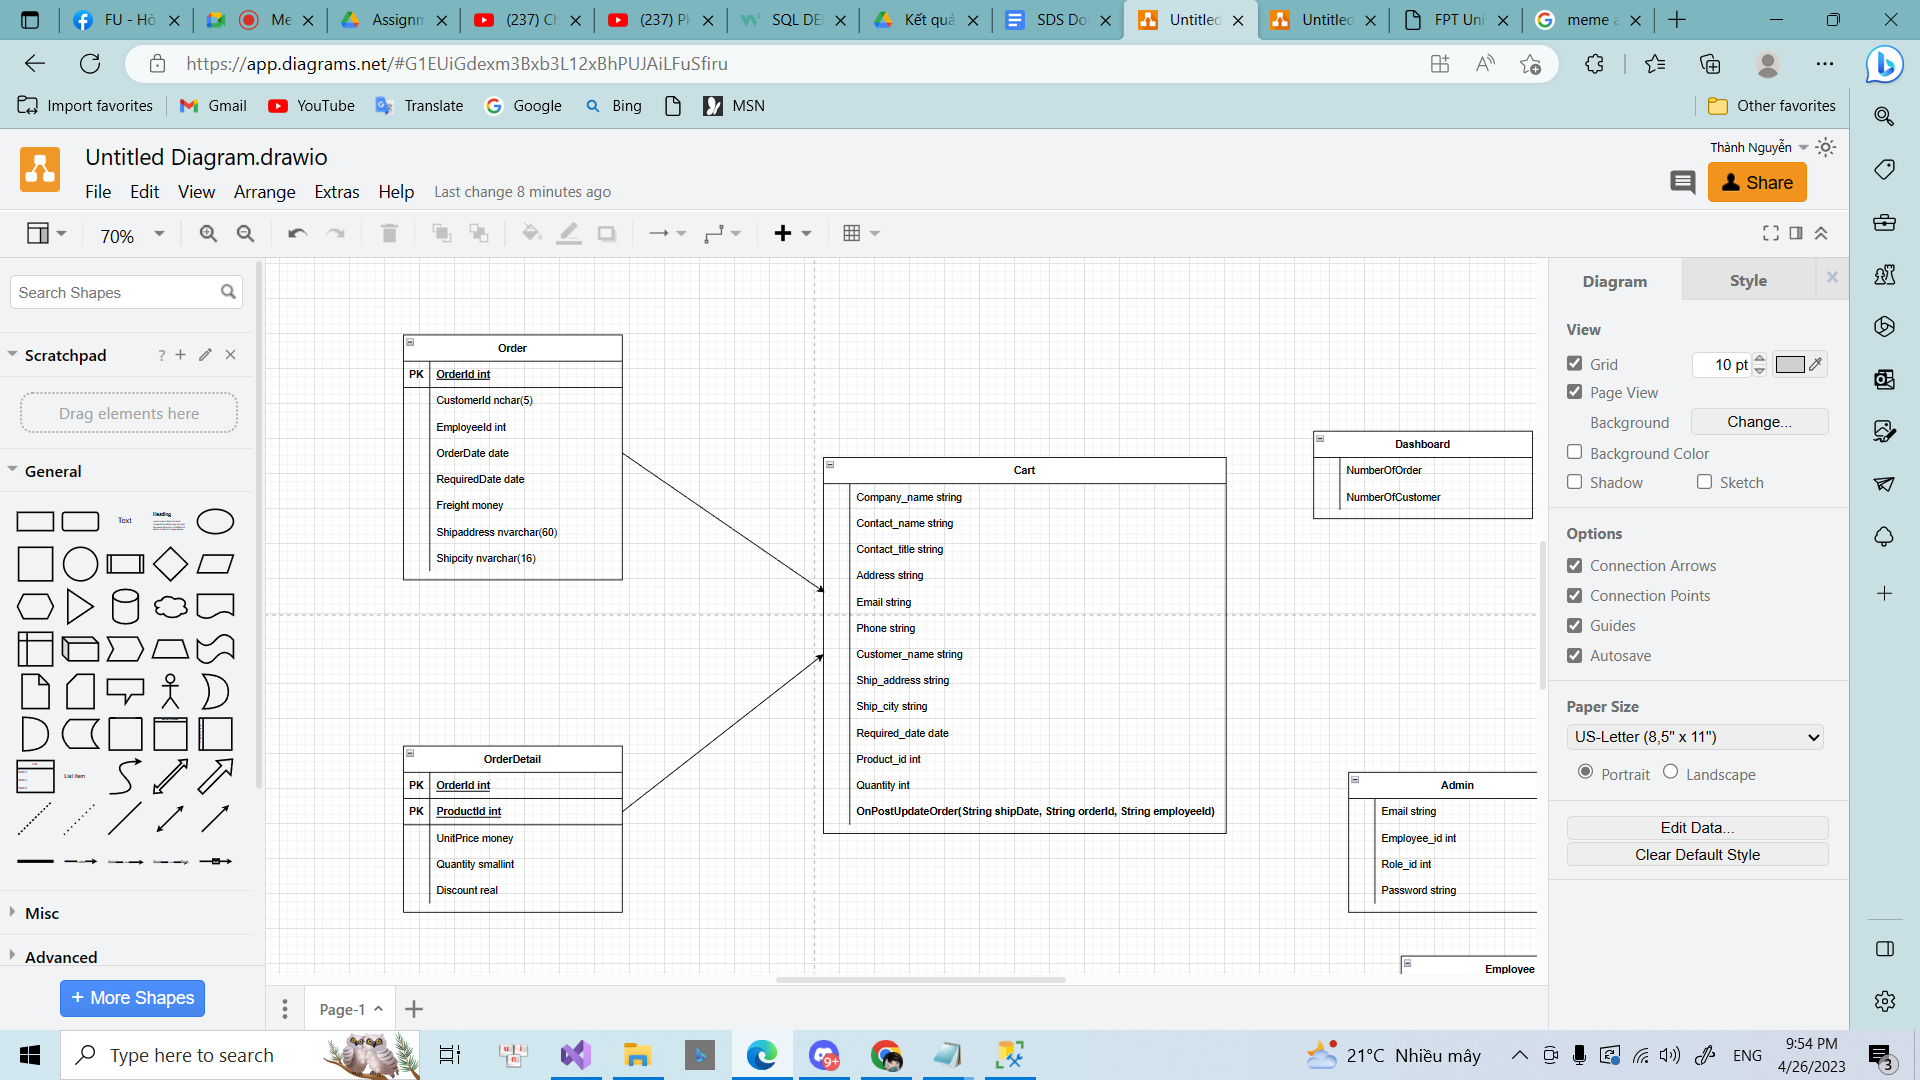 FU - Hò
Me
Assignm
(237) Ch
(237) Pl
SQL DE
Kết quả
SDS Do
Untitled
Untitled
FPT Uni
meme a
https://app.diagrams.net/#G1EUiGdexm3Bxb3L12xBhPUJAiLFuSfiru
Import favorites
Gmail
YouTube
Translate
Google
Bing
MSN
Other favorites
Untitled Diagram.drawio
Thành Nguyễn
File Edit View Arrange Extras Help Last change 8 minutes ago
Share
70%
Search Shapes
Scratchpad
?
Drag elements here
General
Text
Heading
List Item
Misc
Advanced
+ More Shapes
Order
PK OrderId int
CustomerId nchar(5)
EmployeeId int
OrderDate date
RequiredDate date
Freight money
Shipaddress nvarchar(60)
Shipcity nvarchar(16)
OrderDetail
PK OrderId int
PK ProductId int
UnitPrice money
Quantity smallint
Discount real
Cart
Company_name string
Contact_name string
Contact_title string
Address string
Email string
Phone string
Customer_name string
Ship_address string
Ship_city string
Required_date date
Product_id int
Quantity int
OnPostUpdateOrder(String shipDate, String orderId, String employeeId)
Dashboard
NumberOfOrder
NumberOfCustomer
Admin
Email string
Employee_id int
Role_id int
Password string
Employee
Diagram
Style
View
Grid
10 pt
Page View
Background
Change...
Background Color
Shadow
Sketch
Options
Connection Arrows
Connection Points
Guides
Autosave
Paper Size
US-Letter (8,5" x 11")
Portrait
Landscape
Edit Data...
Clear Default Style
Page-1
Type here to search
9+
21°C Nhiều mây
ENG
9:54 PM
4/26/2023
3